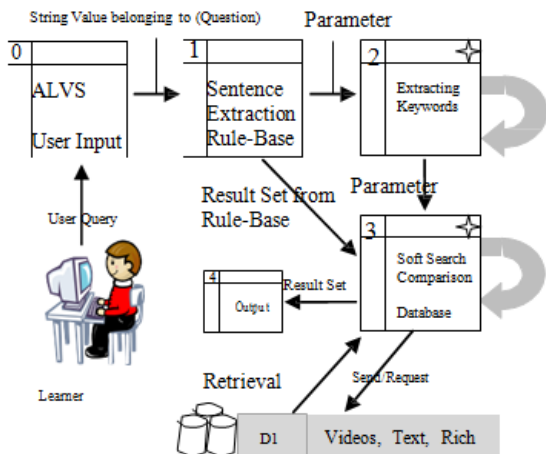 String Value belonging to (Question)
Parameter
0
ALVS
User Input
1
Sentence
Extraction
Rule-Base
2
Extracting
Keywords
User Query
Result Set from
Rule-Base
Parameter
3
Soft Search
Comparison
Database
4
Output
Result Set
Learner
Retrieval
Send/Request
D1
Videos, Text, Rich